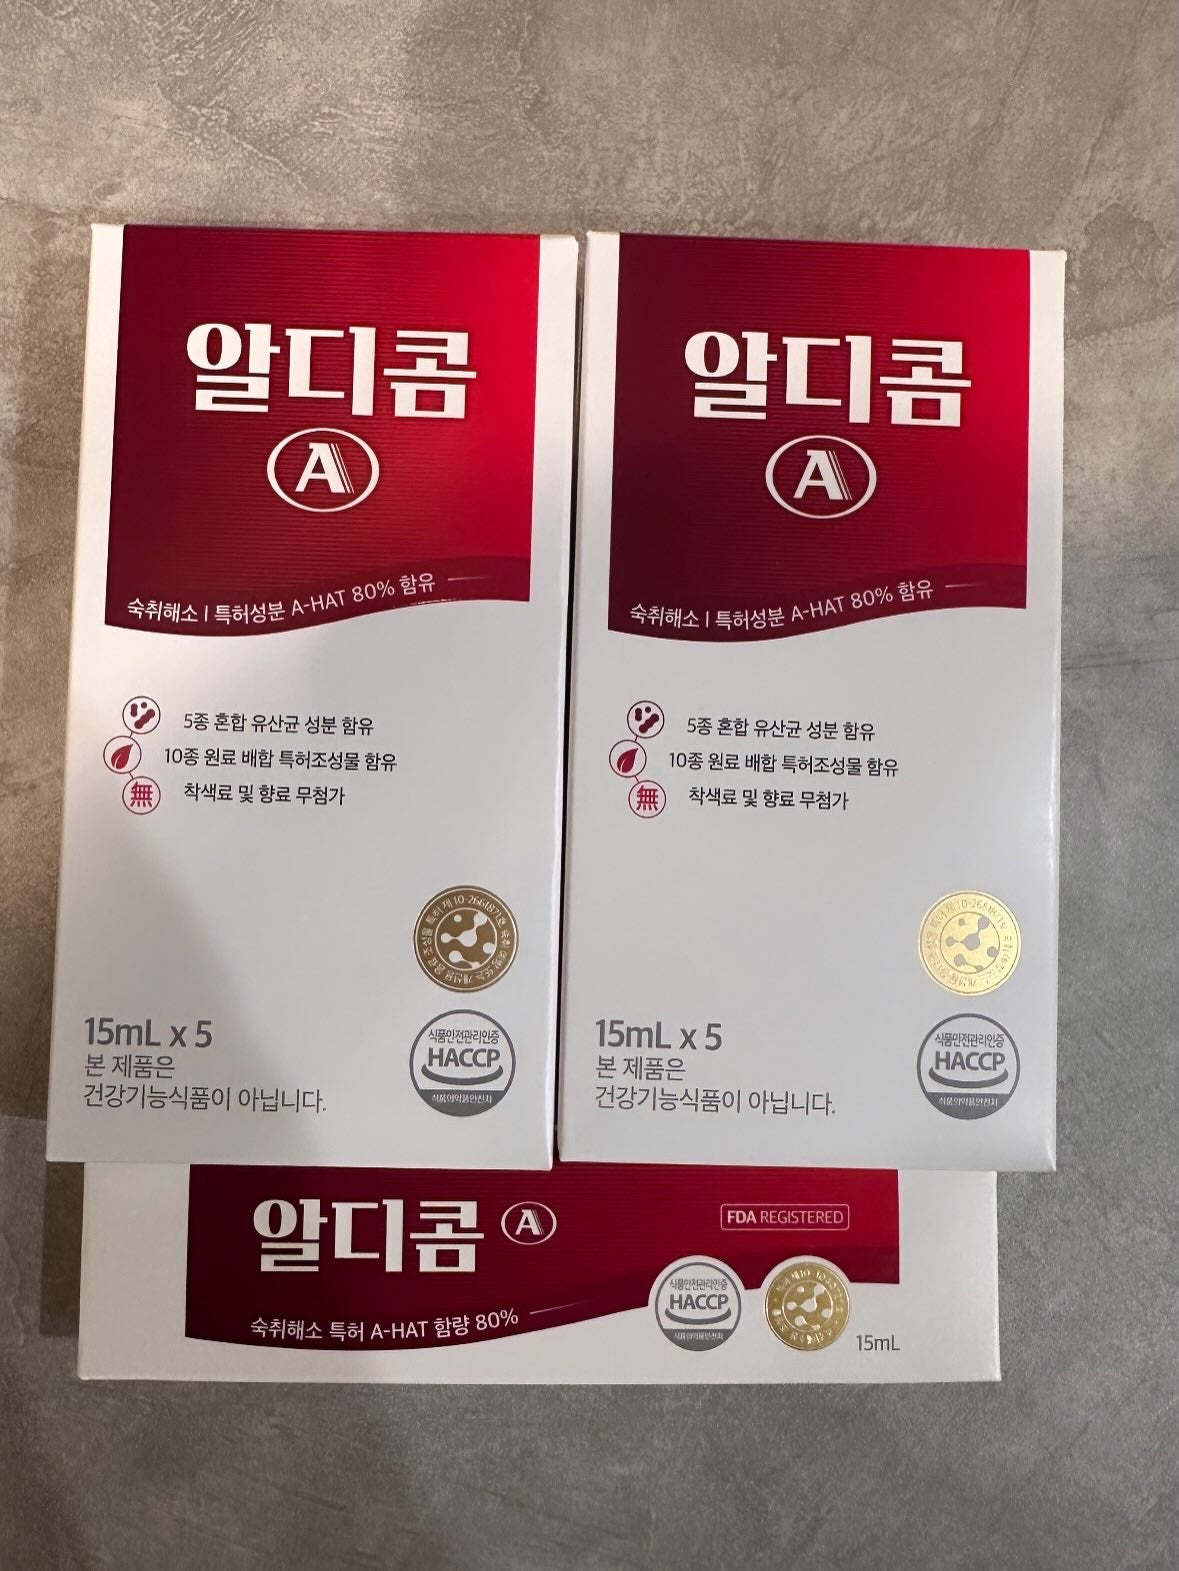 알디콤
A
숙취해소 | 특허성분 A-HAT 80% 함유
5종 혼합 유산균 성분 함유
10종 원료 배합 특허조성물 함유
無 착색료 및 향료 무첨가
15mL x 5
본 제품은
건강기능식품이 아닙니다.
식품안전관리인증
HACCP
식품의약품안전처
알디콤
A
숙취해소 | 특허성분 A-HAT 80% 함유
5종 혼합 유산균 성분 함유
10종 원료 배합 특허조성물 함유
無 착색료 및 향료 무첨가
15mL x 5
본 제품은
건강기능식품이 아닙니다.
식품안전관리인증
HACCP
식품의약품안전처
알디콤 A
FDA REGISTERED
숙취해소 특허 A-HAT 함량 80%
식품안전관리인증
HACCP
식품의약품안전처
15mL